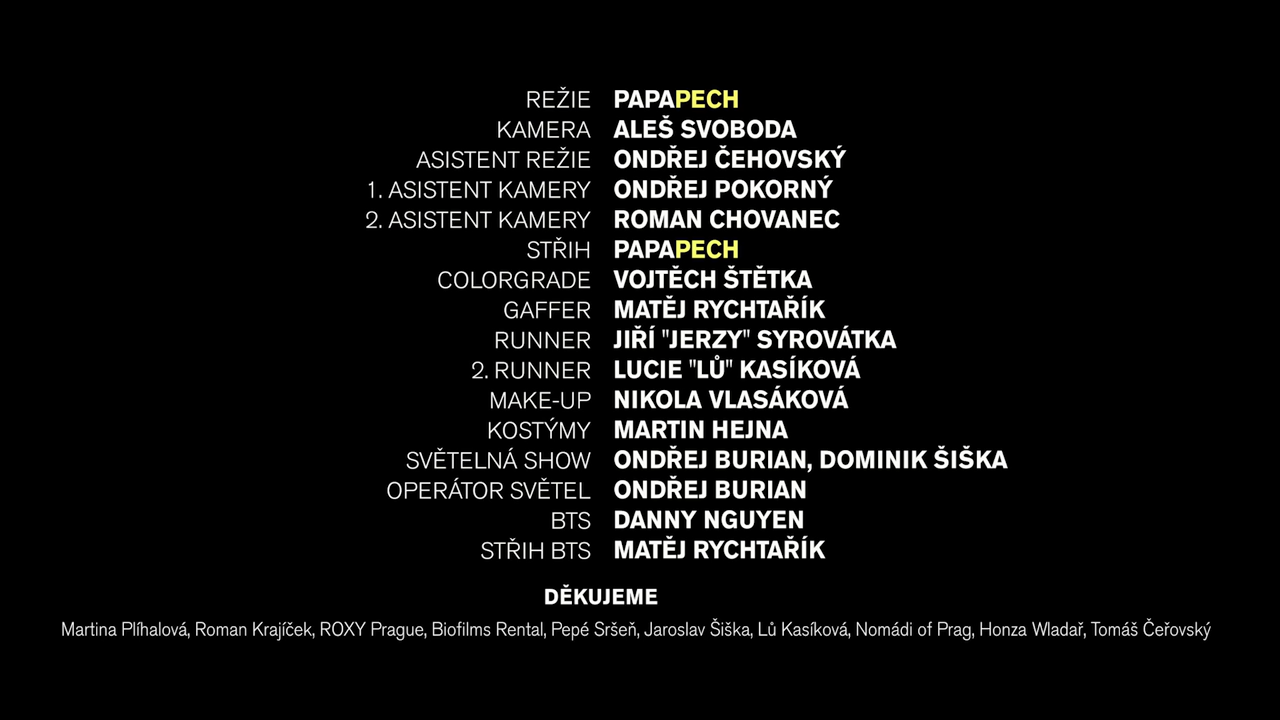 REŽIE PAPAPECH
KAMERA ALEŠ SVOBODA
ASISTENT REŽIE ONDŘEJ ČEHOVSKÝ
1. ASISTENT KAMERY ONDŘEJ POKORNÝ
2. ASISTENT KAMERY ROMAN CHOVANEC
STŘIH PAPAPECH
COLORGRADE VOJTĚCH ŠTĚTKA
GAFFER MATĚJ RYCHTAŘÍK
RUNNER JIŘÍ "JERZY" SYROVÁTKA
2. RUNNER LUCIE "LŮ" KASÍKOVÁ
MAKE-UP NIKOLA VLASÁKOVÁ
KOSTÝMY MARTIN HEJNA
SVĚTELNÁ SHOW ONDŘEJ BURIAN, DOMINIK ŠIŠKA
OPERÁTOR SVĚTEL ONDŘEJ BURIAN
BTS DANNY NGUYEN
STŘIH BTS MATĚJ RYCHTAŘÍK
DĚKUJEME
Martina Plíhalová, Roman Krajíček, ROXY Prague, Biofilms Rental, Pepé Sršeň, Jaroslav Šiška, Lů Kasíková, Nomádi of Prag, Honza Wladař, Tomáš Čeřovský